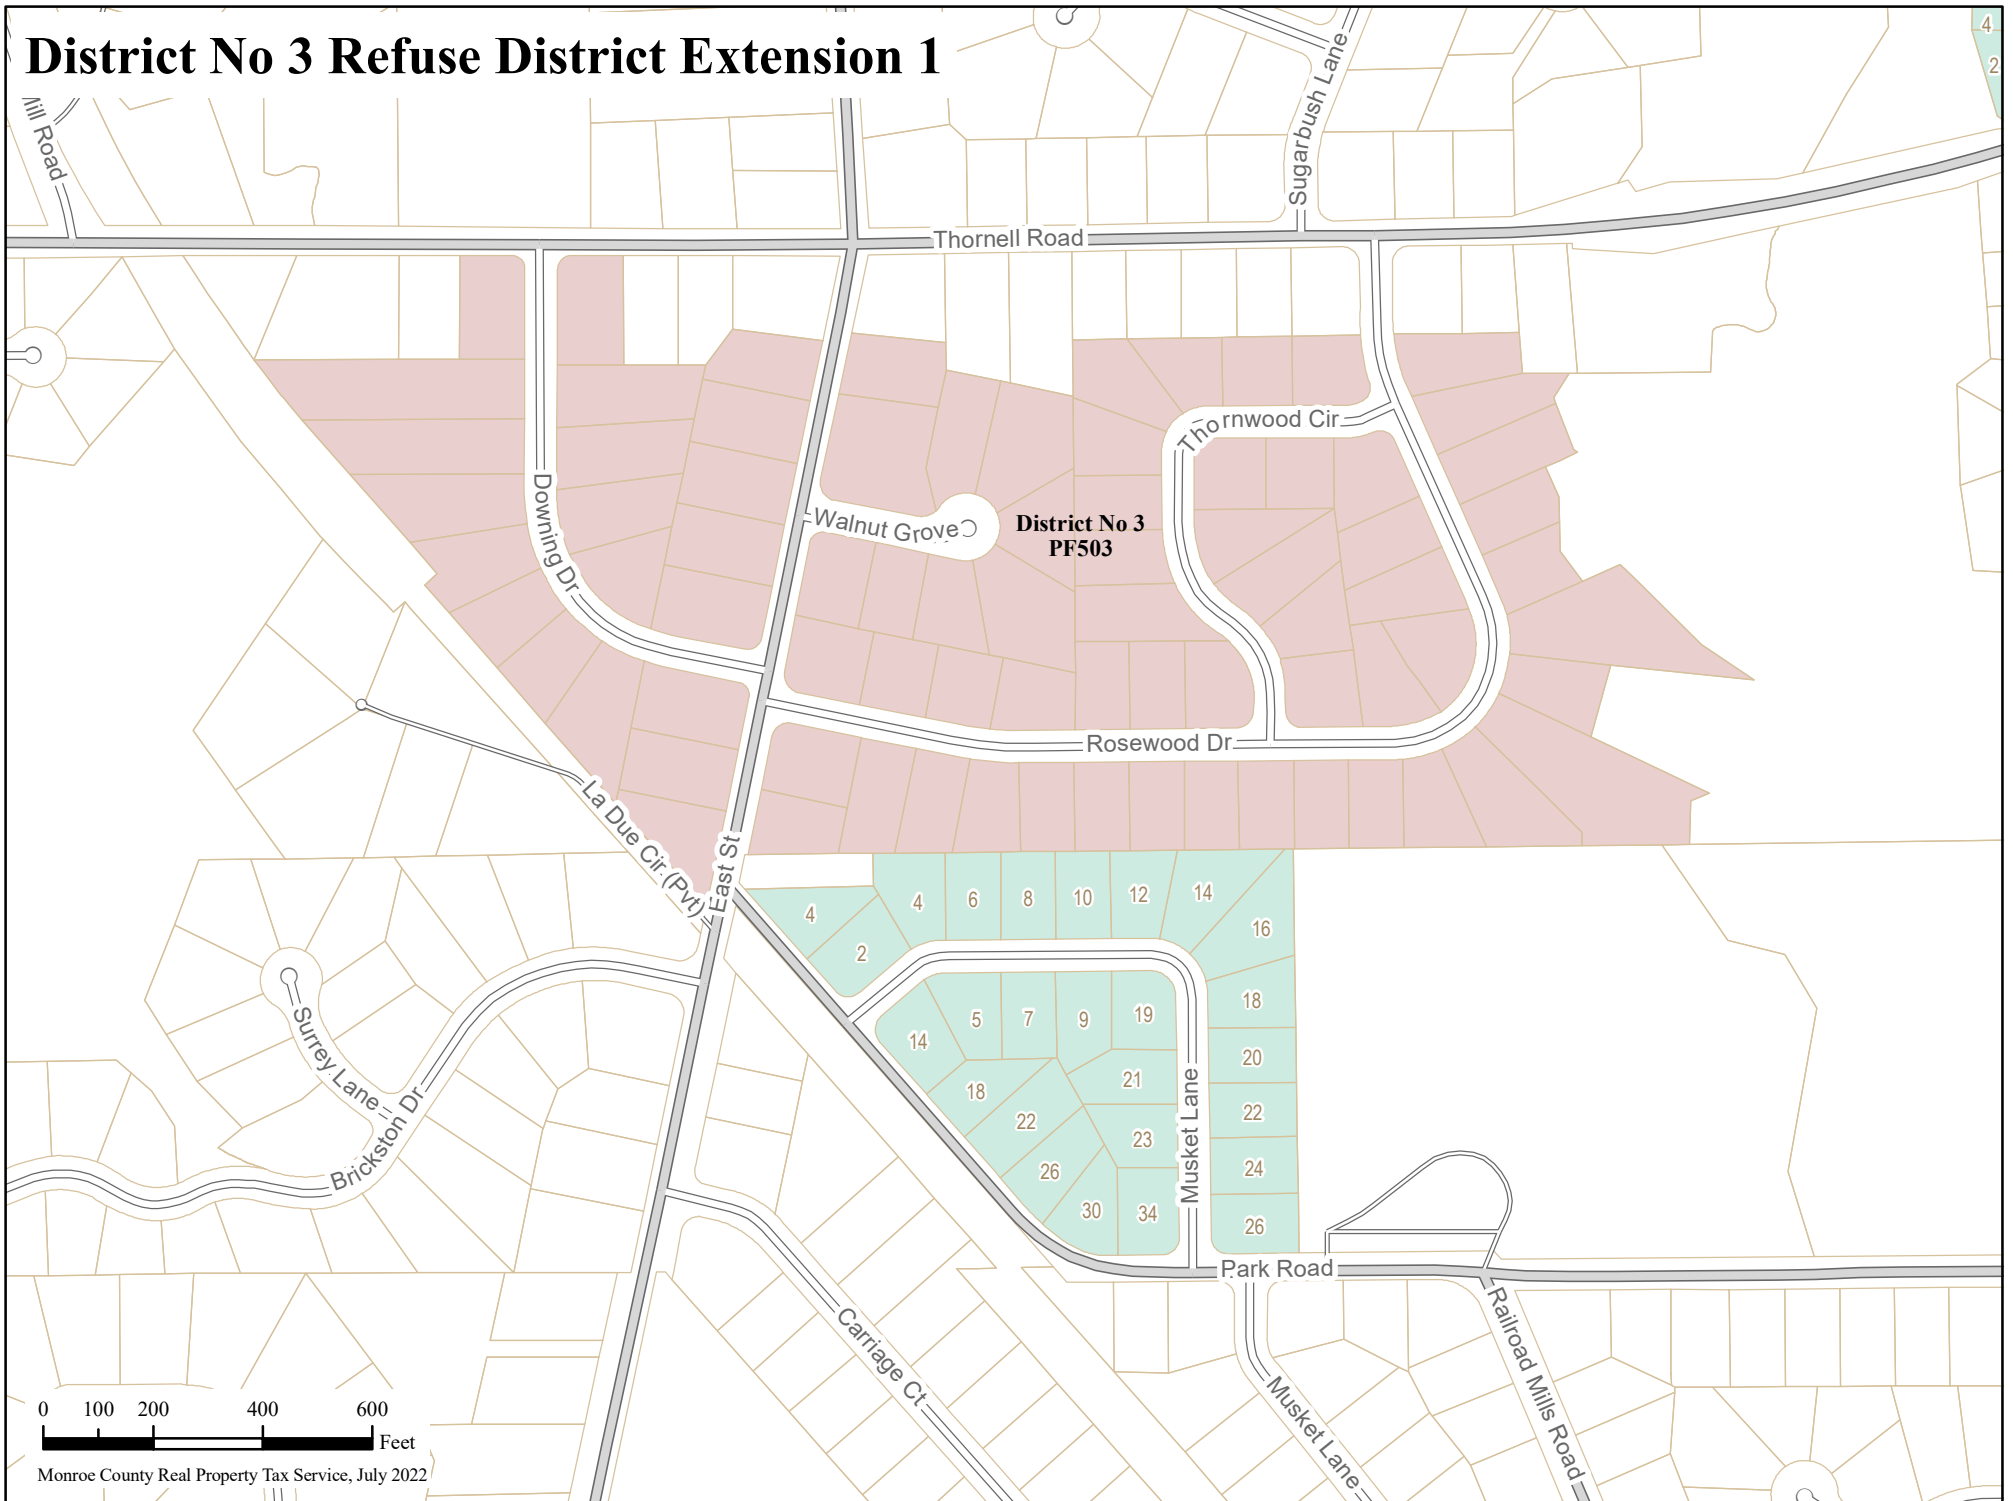 District No 3 Refuse District Extension 1
4
2
Mill Road
Sugarbush Lane
Thornell Road
Thornwood Cir
Downing Dr
Walnut Grove
District No 3
PF503
Rosewood Dr
La Due Cir (Pvt)
East St
4
2
4
6
8
10
12
14
16
18
20
22
24
26
14
5
7
9
19
18
21
22
23
26
30
34
Musket Lane
Surrey Lane
Brickston Dr
Park Road
Carriage Ct
Musket Lane
Railroad Mills Road
0 100 200 400 600
Feet
Monroe County Real Property Tax Service, July 2022